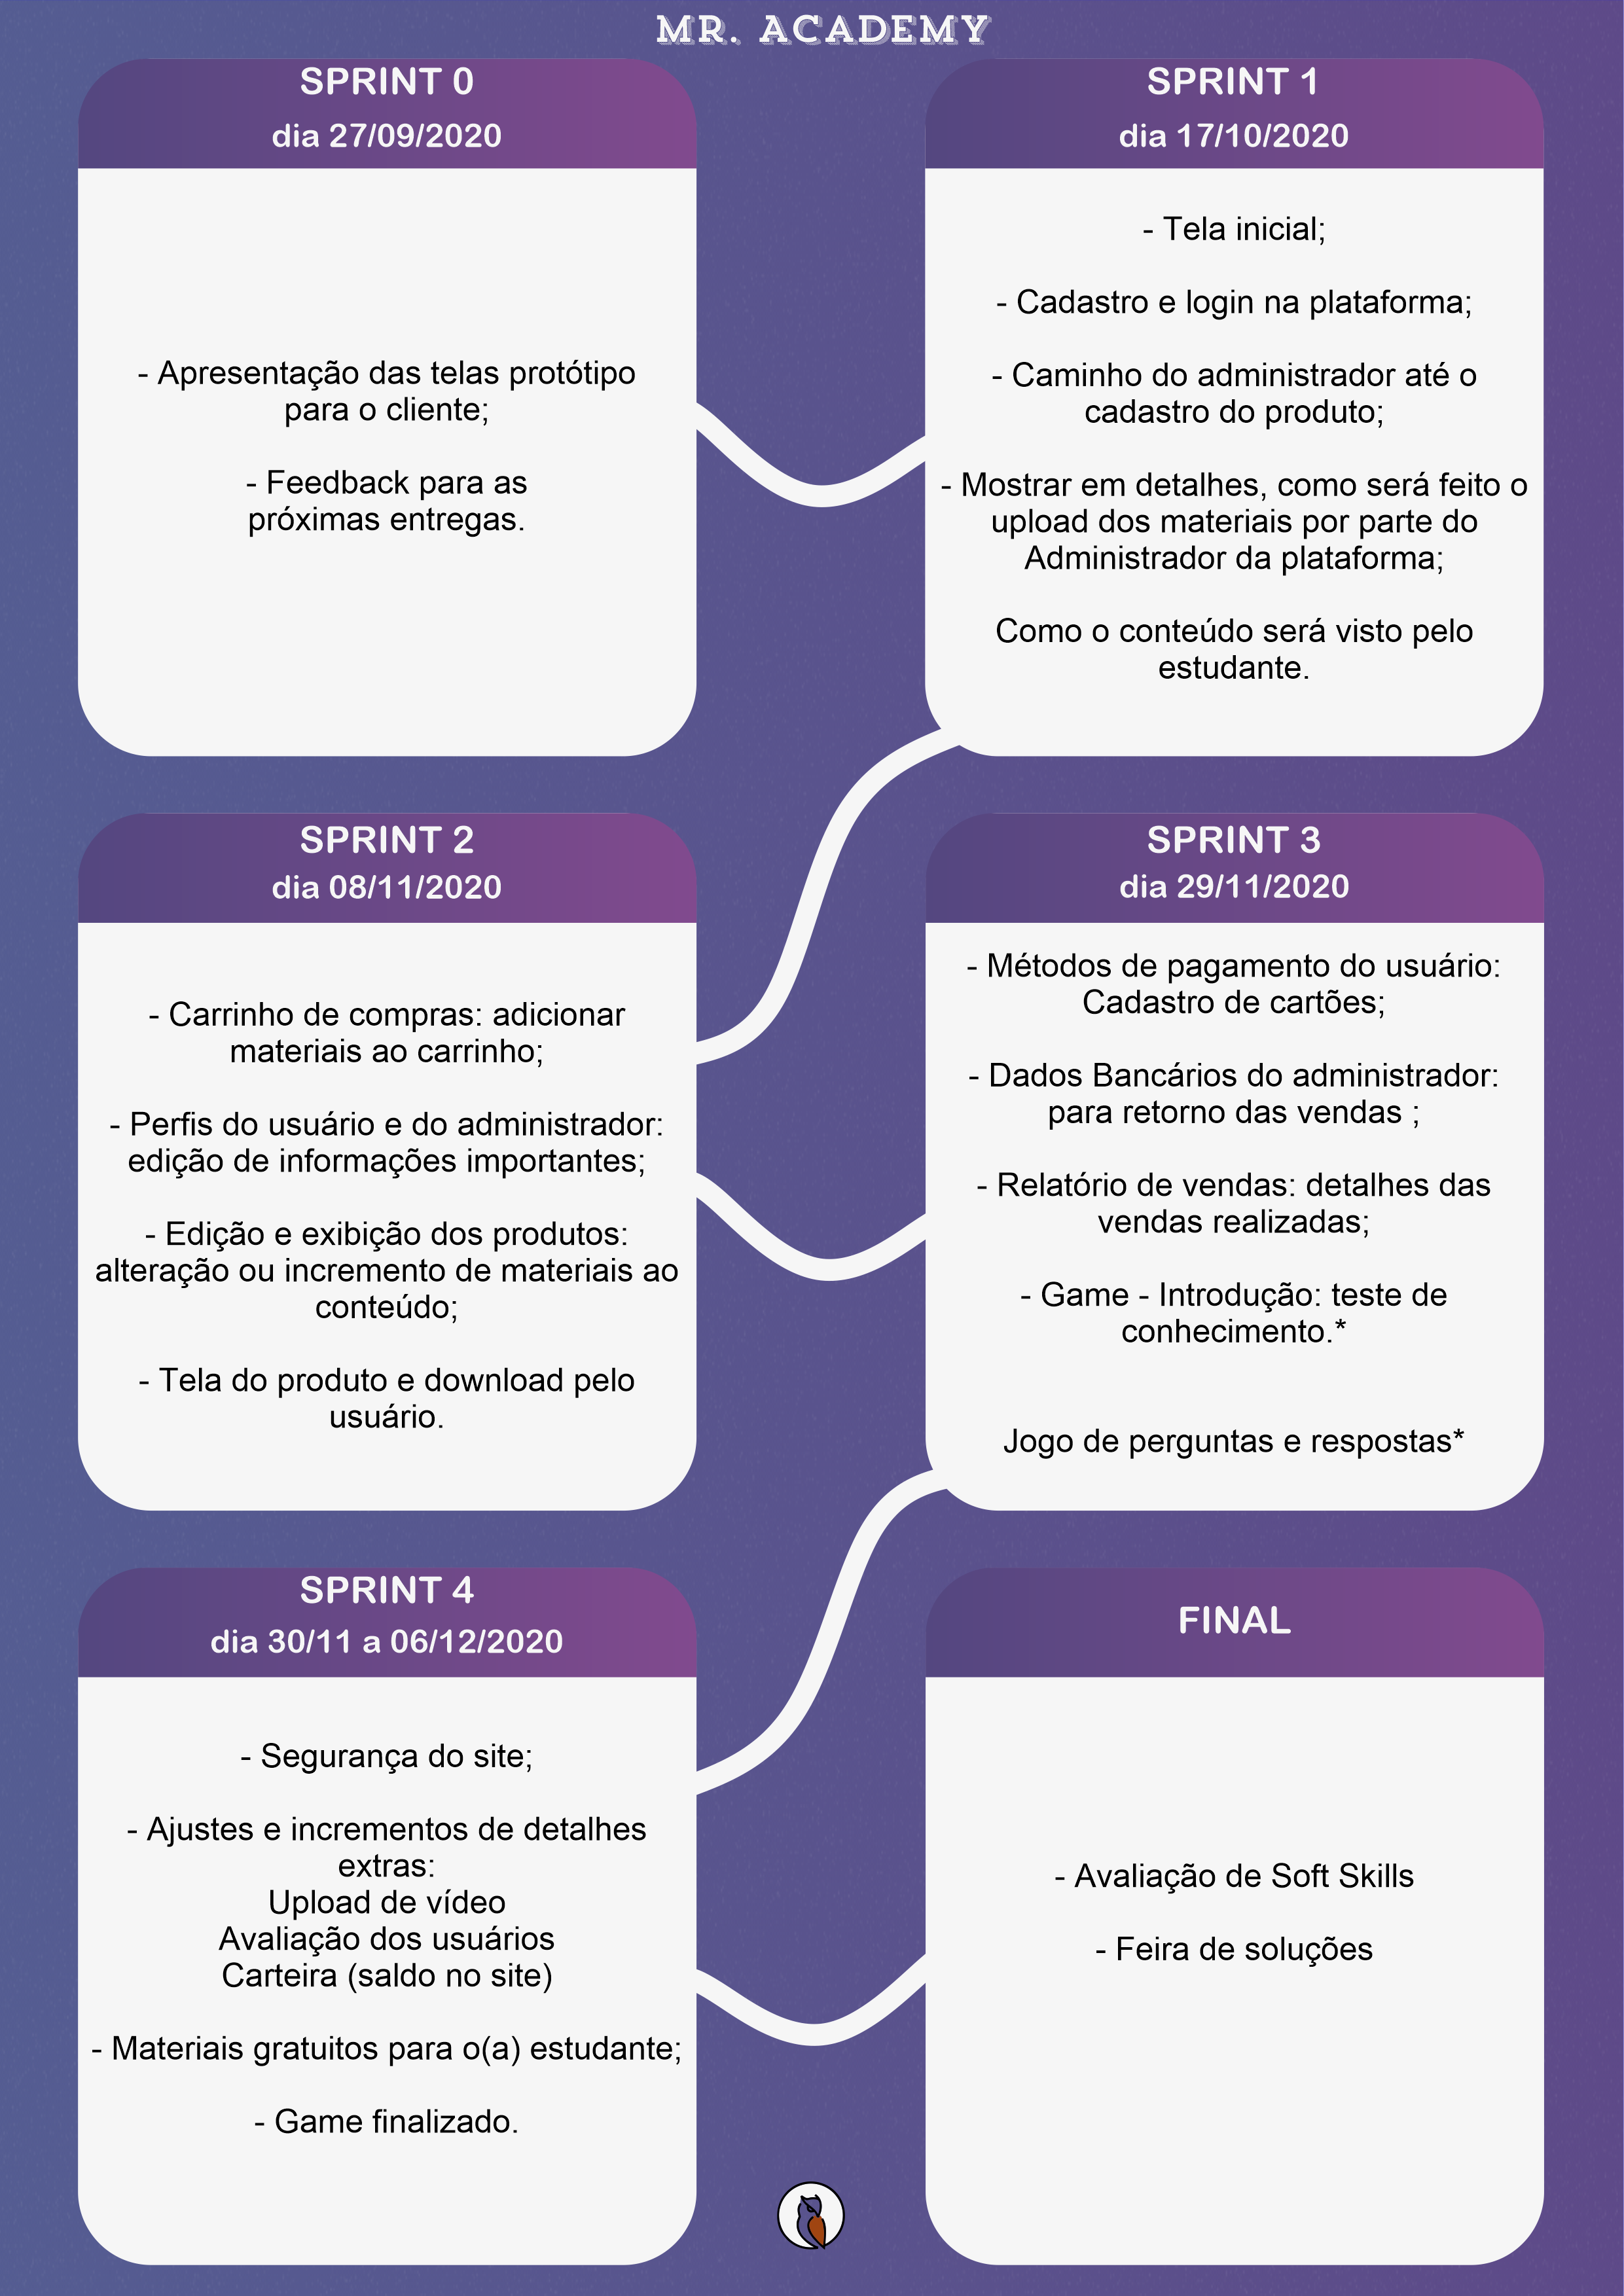 MR. ACADEMY
SPRINT 0
dia 27/09/2020
- Apresentação das telas protótipo
para o cliente;
- Feedback para as
próximas entregas.
SPRINT 1
dia 17/10/2020
- Tela inicial;
- Cadastro e login na plataforma;
- Caminho do administrador até o
cadastro do produto;
- Mostrar em detalhes, como será feito o
upload dos materiais por parte do
Administrador da plataforma;
Como o conteúdo será visto pelo
estudante.
SPRINT 2
dia 08/11/2020
- Carrinho de compras: adicionar
materiais ao carrinho;
- Perfis do usuário e do administrador:
edição de informações importantes;
- Edição e exibição dos produtos:
alteração ou incremento de materiais ao
conteúdo;
- Tela do produto e download pelo
usuário.
SPRINT 3
dia 29/11/2020
- Métodos de pagamento do usuário:
Cadastro de cartões;
- Dados Bancários do administrador:
para retorno das vendas ;
- Relatório de vendas: detalhes das
vendas realizadas;
- Game - Introdução: teste de
conhecimento.*
Jogo de perguntas e respostas*
SPRINT 4
dia 30/11 a 06/12/2020
- Segurança do site;
- Ajustes e incrementos de detalhes
extras:
Upload de vídeo
Avaliação dos usuários
Carteira (saldo no site)
- Materiais gratuitos para o(a) estudante;
- Game finalizado.
FINAL
- Avaliação de Soft Skills
- Feira de soluções